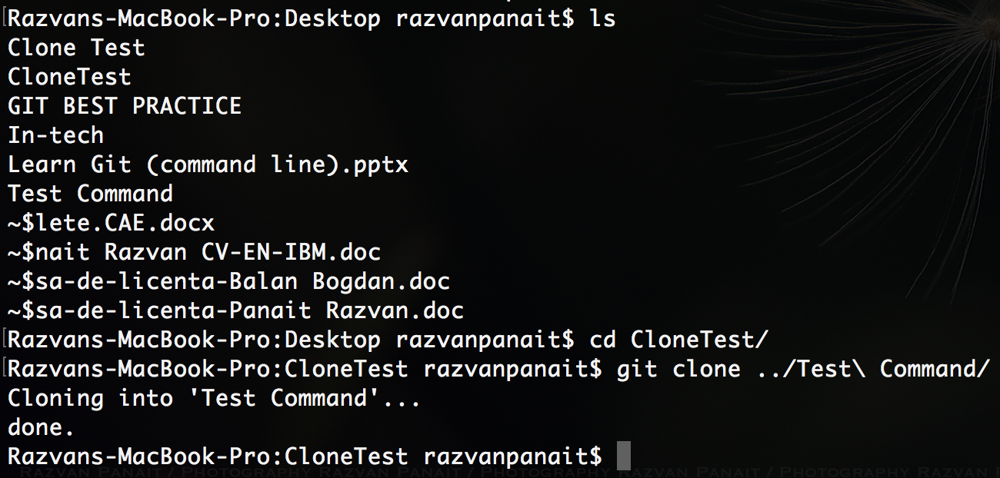 Razvans-MacBook-Pro:Desktop razvanpanait$ ls
Clone Test
CloneTest
GIT BEST PRACTICE
In-tech
Learn Git (command line).pptx
Test Command
~$lete.CAE.docx
~$nait Razvan CV-EN-IBM.doc
~$sa-de-licenta-Balan Bogdan.doc
~$sa-de-licenta-Panait Razvan.doc
Razvans-MacBook-Pro:Desktop razvanpanait$ cd CloneTest/
Razvans-MacBook-Pro:CloneTest razvanpanait$ git clone ../Test\ Command/
Cloning into 'Test Command'...
done.
Razvans-MacBook-Pro:CloneTest razvanpanait$
Razvan Panait / Photography Razvan Panait / Photography Razvan Panait / Photography Razvan